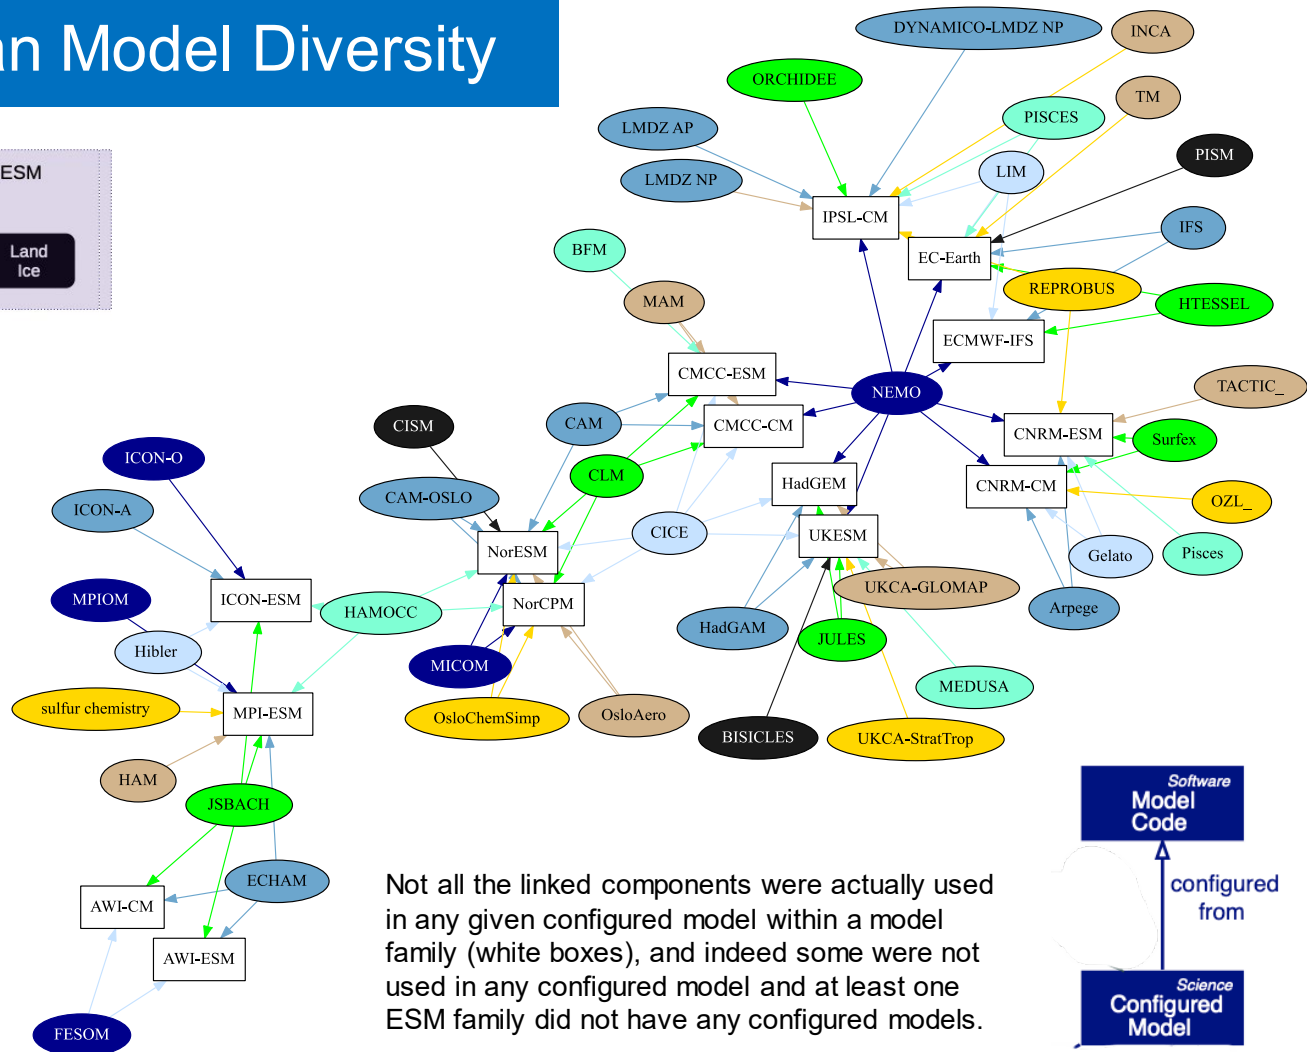 an Model Diversity
ESM
Land
Ice
DYNAMICO-LMDZ NP
INCA
ORCHIDEE
TM
LMDZ AP
PISCES
PISM
LMDZ NP
LIM
IPSL-CM
IFS
BFM
EC-Earth
MAM
REPROBUS
HTESSEL
ECMWF-IFS
CMCC-ESM
NEMO
TACTIC_
CISM
CAM
CMCC-CM
CNRM-ESM
Surfex
ICON-O
CLM
HadGEM
CNRM-CM
OZL_
ICON-A
CAM-OSLO
CICE
UKESM
Gelato
Pisces
NorESM
MPIOM
ICON-ESM
HAMOCC
NorCPM
UKCA-GLOMAP
Arpege
Hibler
HadGAM
JULES
MICOM
MEDUSA
sulfur chemistry
MPI-ESM
OsloChemSimp
OsloAero
BISICLES
UKCA-StratTrop
HAM
JSBACH
ECHAM
AWI-CM
AWI-ESM
FESOM
Not all the linked components were actually used
in any given configured model within a model
family (white boxes), and indeed some were not
used in any configured model and at least one
ESM family did not have any configured models.
Software
Model
Code
configured
from
Science
Configured
Model